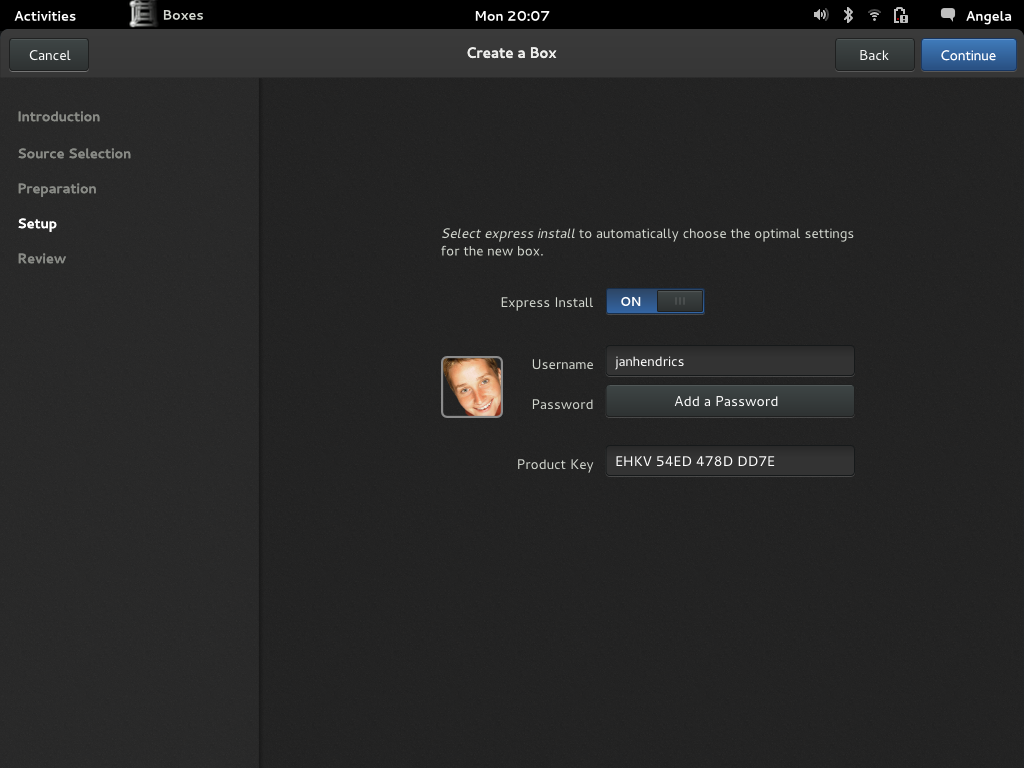 Activities Boxes Mon 20:07 Angela
Cancel Create a Box Back Continue
Introduction
Source Selection
Preparation
Setup
Review
Select express install to automatically choose the optimal settings
for the new box.
Express Install ON
Username janhendrics
Password Add a Password
Product Key EHKV 54ED 478D DD7E